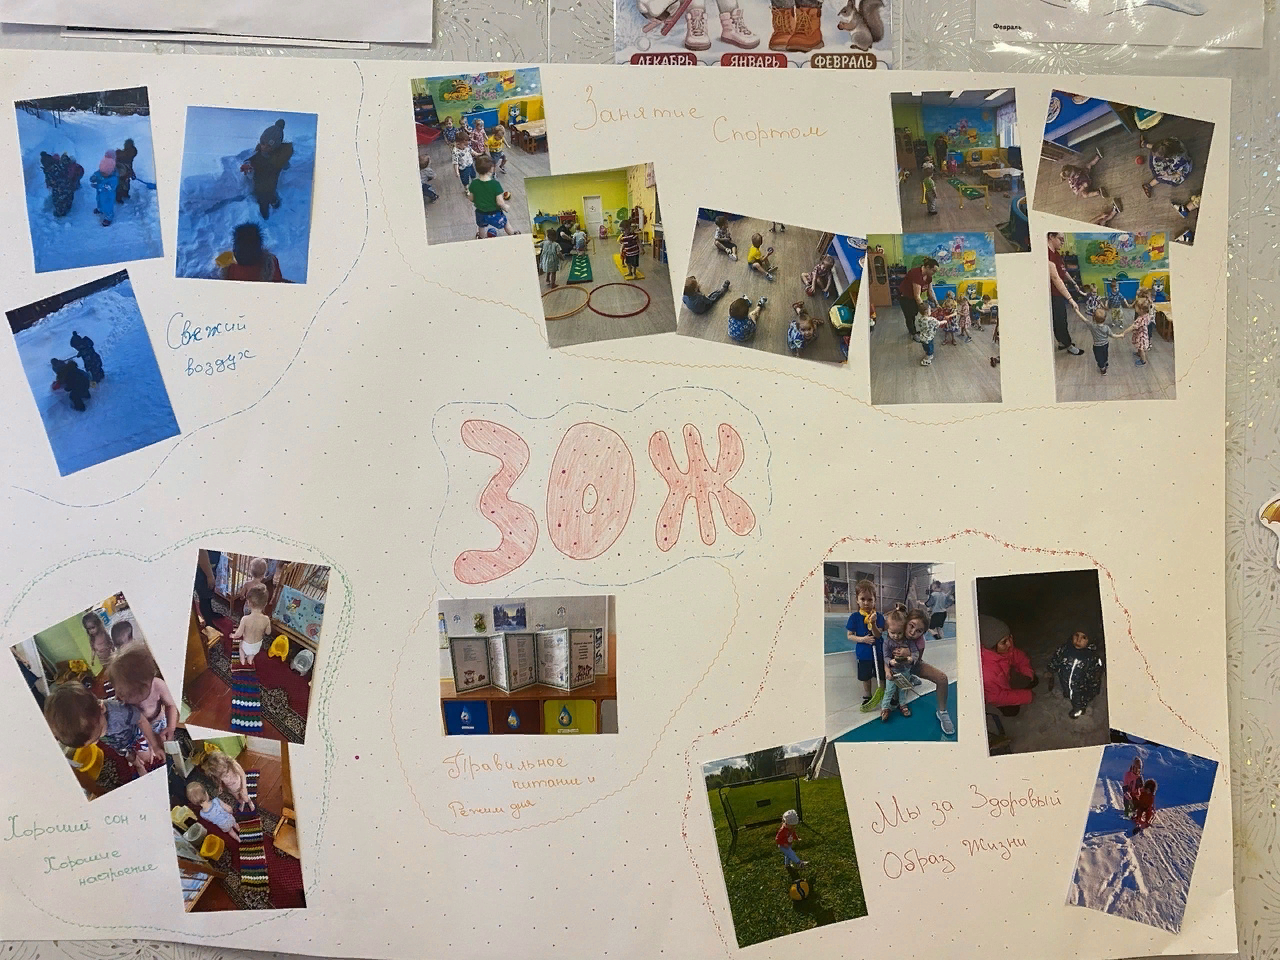 ДЕКАБРЬ
ЯНВАРЬ
ФЕВРАЛЬ
Февраль
Занятие
Спортом
Свежий
воздух
ЗОЖ
Правильное
питание и
Режим дня
Хороший сон и
Хорошие
настроение
Мы за Здоровый
Образ Жизни